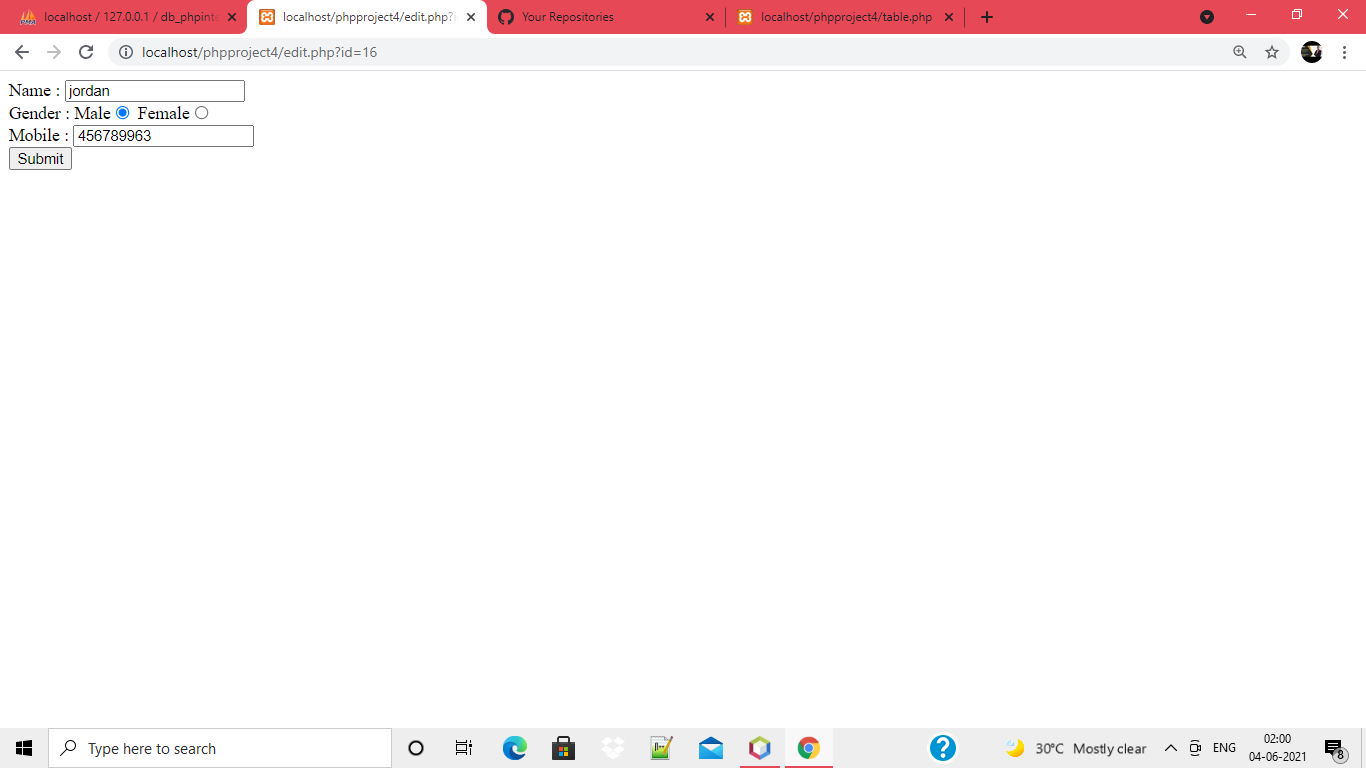 localhost / 127.0.0.1 / db_phpinte
localhost/phpproject4/edit.php?i
Your Repositories
localhost/phpproject4/table.php
localhost/phpproject4/edit.php?id=16
Name : jordan
Gender : Male Female
Mobile : 456789963
Submit
Type here to search
30°C Mostly clear
ENG
02:00
04-06-2021
8